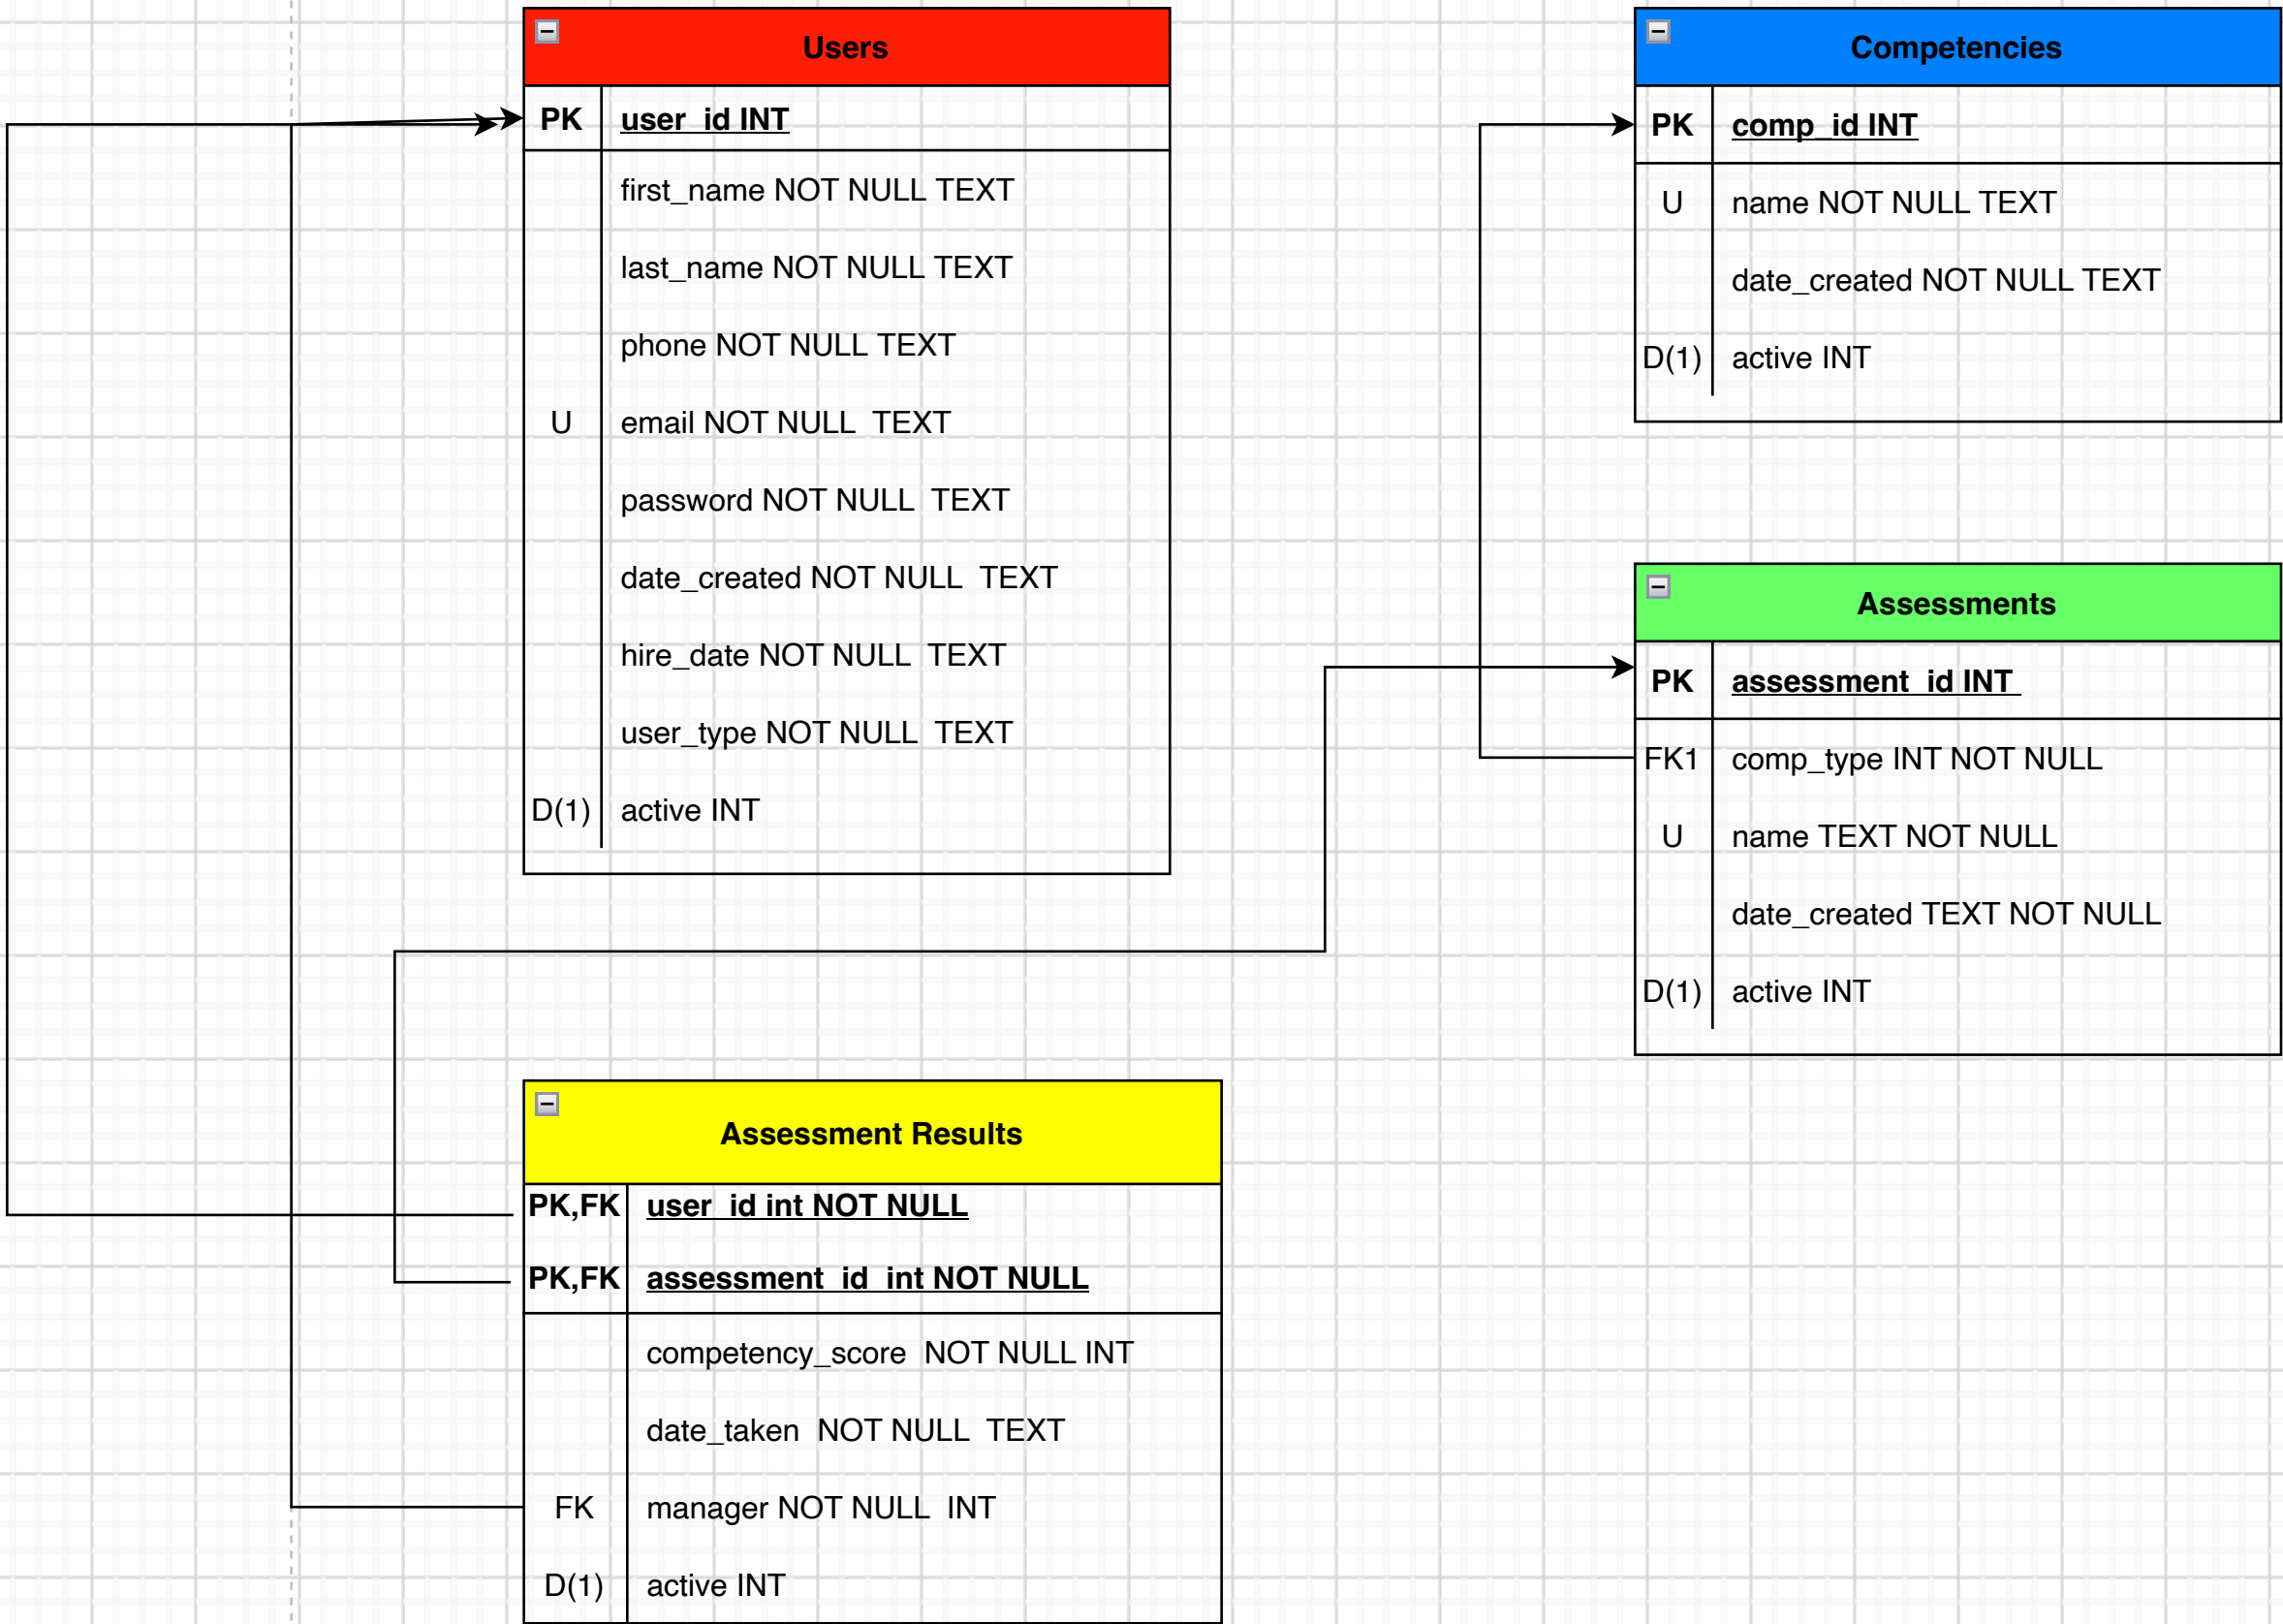 Users
PK user_id INT
first_name NOT NULL TEXT
last_name NOT NULL TEXT
phone NOT NULL TEXT
U email NOT NULL  TEXT
password NOT NULL  TEXT
date_created NOT NULL  TEXT
hire_date NOT NULL  TEXT
user_type NOT NULL  TEXT
D(1) active INT
Competencies
PK comp_id INT
U name NOT NULL TEXT
date_created NOT NULL TEXT
D(1) active INT
Assessments
PK assessment_id INT
FK1 comp_type INT NOT NULL
U name TEXT NOT NULL
date_created TEXT NOT NULL
D(1) active INT
Assessment Results
PK,FK user_id int NOT NULL
PK,FK assessment_id int NOT NULL
competency_score  NOT NULL INT
date_taken  NOT NULL  TEXT
FK manager NOT NULL  INT
D(1) active INT